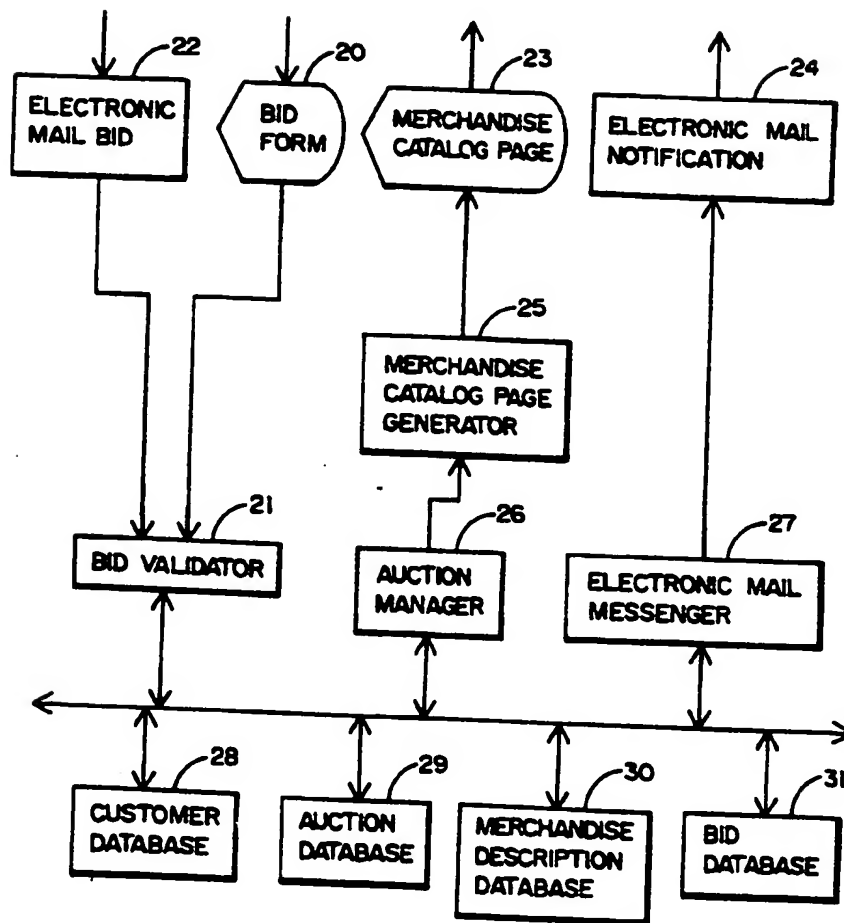 22
ELECTRONIC
MAIL BID
20
BID
FORM
23
MERCHANDISE
CATALOG PAGE
24
ELECTRONIC MAIL
NOTIFICATION
25
MERCHANDISE
CATALOG PAGE
GENERATOR
21
BID VALIDATOR
26
AUCTION
MANAGER
27
ELECTRONIC MAIL
MESSENGER
28
CUSTOMER
DATABASE
29
AUCTION
DATABASE
30
MERCHANDISE
DESCRIPTION
DATABASE
31
BID
DATABASE